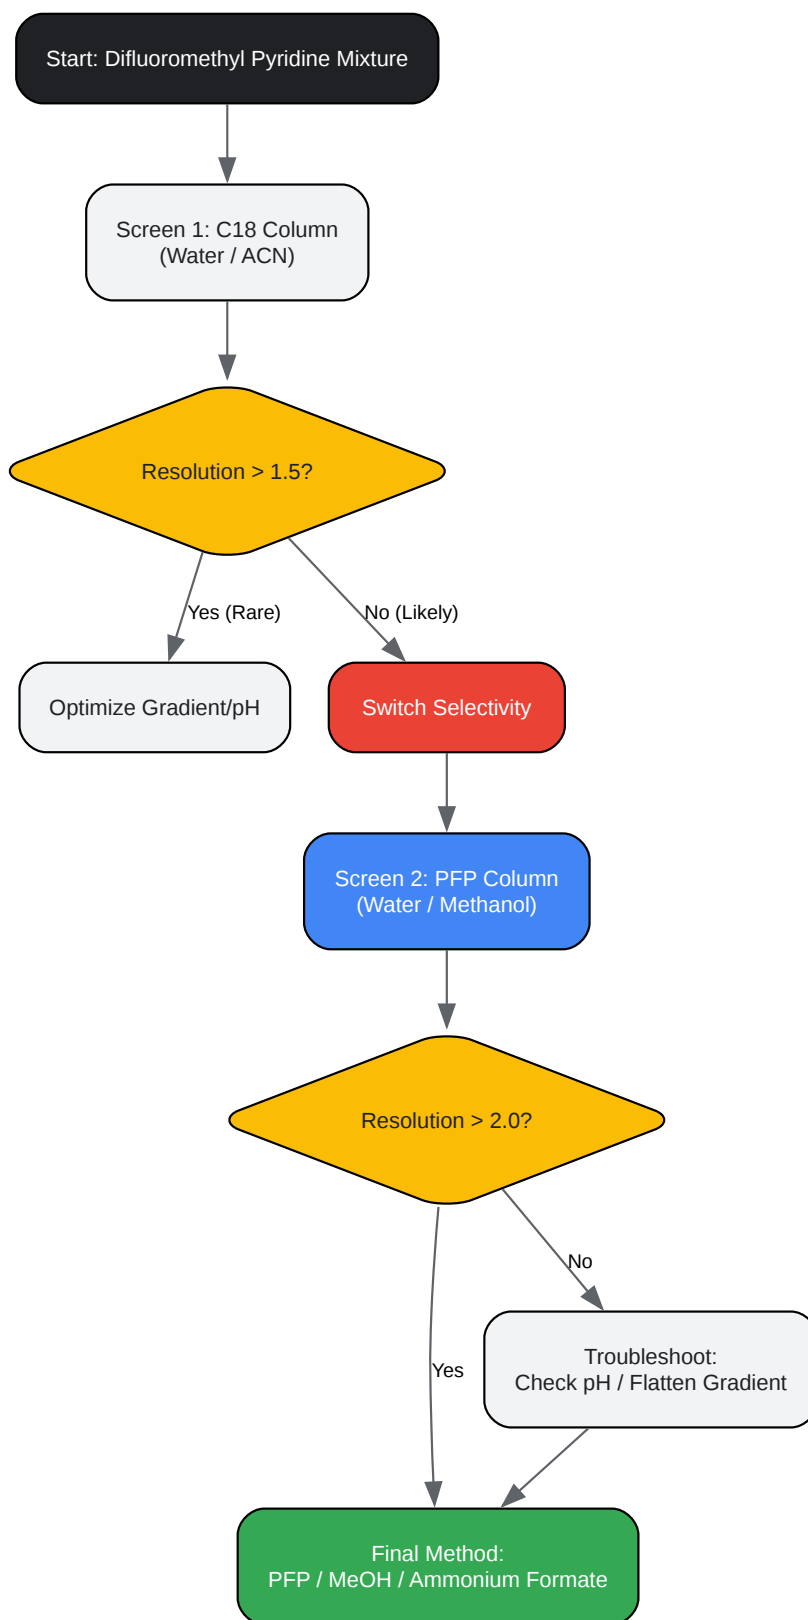 Start: Difluoromethyl Pyridine Mixture
Screen 1: C18 Column
(Water / ACN)
Resolution > 1.5?
Yes (Rare)
No (Likely)
Optimize Gradient/pH
Switch Selectivity
Screen 2: PFP Column
(Water / Methanol)
Resolution > 2.0?
No
Troubleshoot:
Check pH / Flatten Gradient
Yes
Final Method:
PFP / MeOH / Ammonium Formate